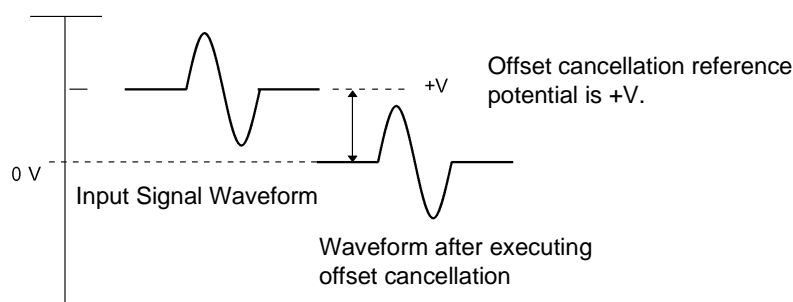 +V
Offset cancellation reference
potential is +V.
0 V
Input Signal Waveform
Waveform after executing
offset cancellation